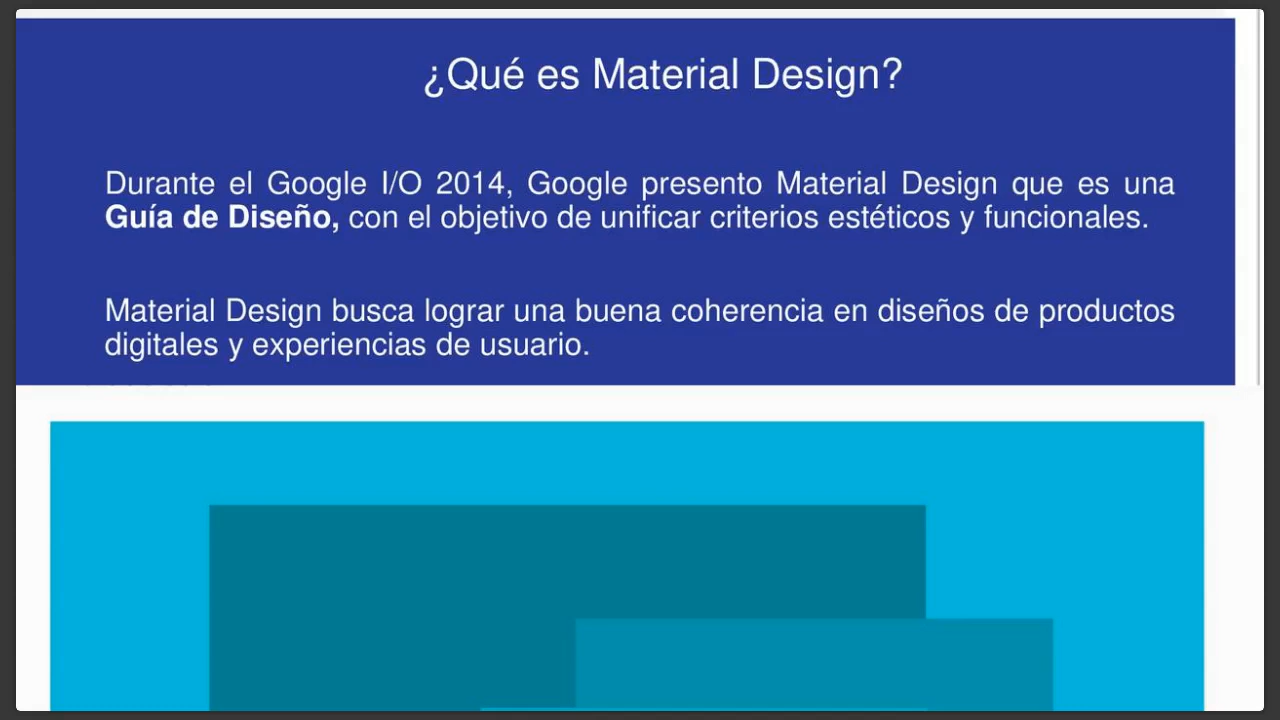 ¿Qué es Material Design?
Durante el Google I/O 2014, Google presento Material Design que es una
Guía de Diseño, con el objetivo de unificar criterios estéticos y funcionales.
Material Design busca lograr una buena coherencia en diseños de productos
digitales y experiencias de usuario.